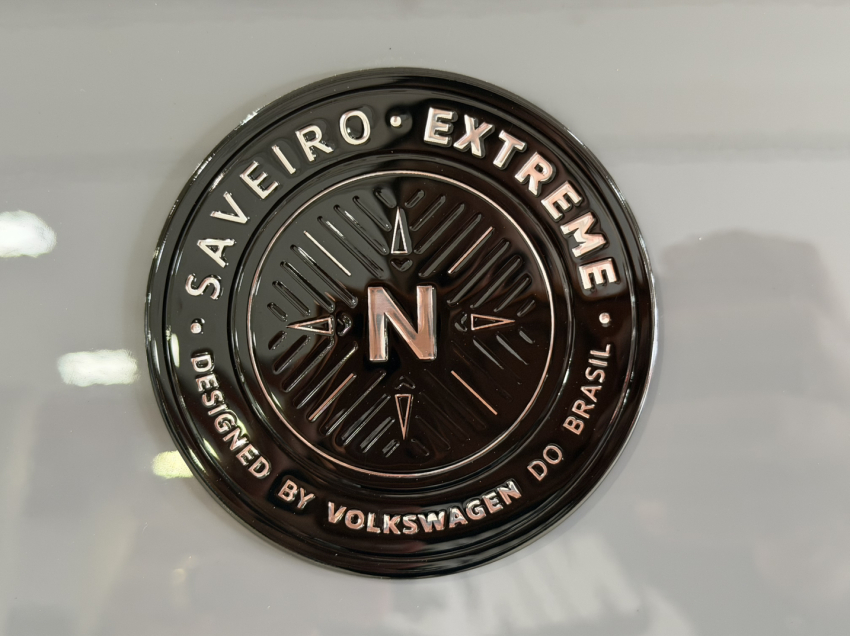 SAVEIRO • EXTREME
N
• DESIGNED BY VOLKSWAGEN DO BRASIL •